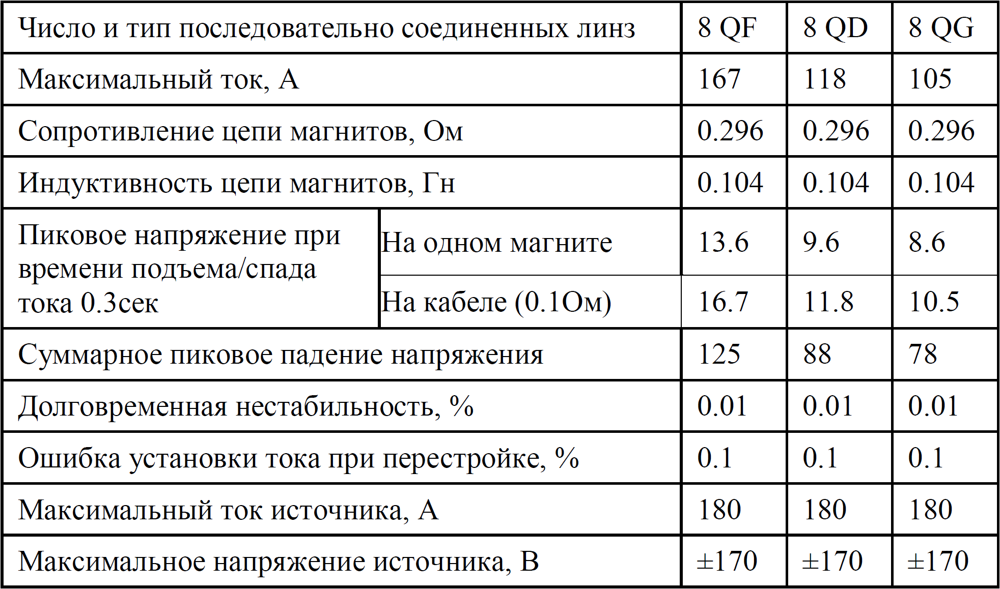 Число и тип последовательно соединенных линз 8 QF 8 QD 8 QG
Максимальный ток, А 167 118 105
Сопротивление цепи магнитов, Ом 0.296 0.296 0.296
Индуктивность цепи магнитов, Гн 0.104 0.104 0.104
Пиковое напряжение при
времени подъема/спада
тока 0.3сек
На одном магните 13.6 9.6 8.6
На кабеле (0.1Ом) 16.7 11.8 10.5
Суммарное пиковое падение напряжения 125 88 78
Долговременная нестабильность, % 0.01 0.01 0.01
Ошибка установки тока при перестройке, % 0.1 0.1 0.1
Максимальный ток источника, А 180 180 180
Максимальное напряжение источника, В ±170 ±170 ±170